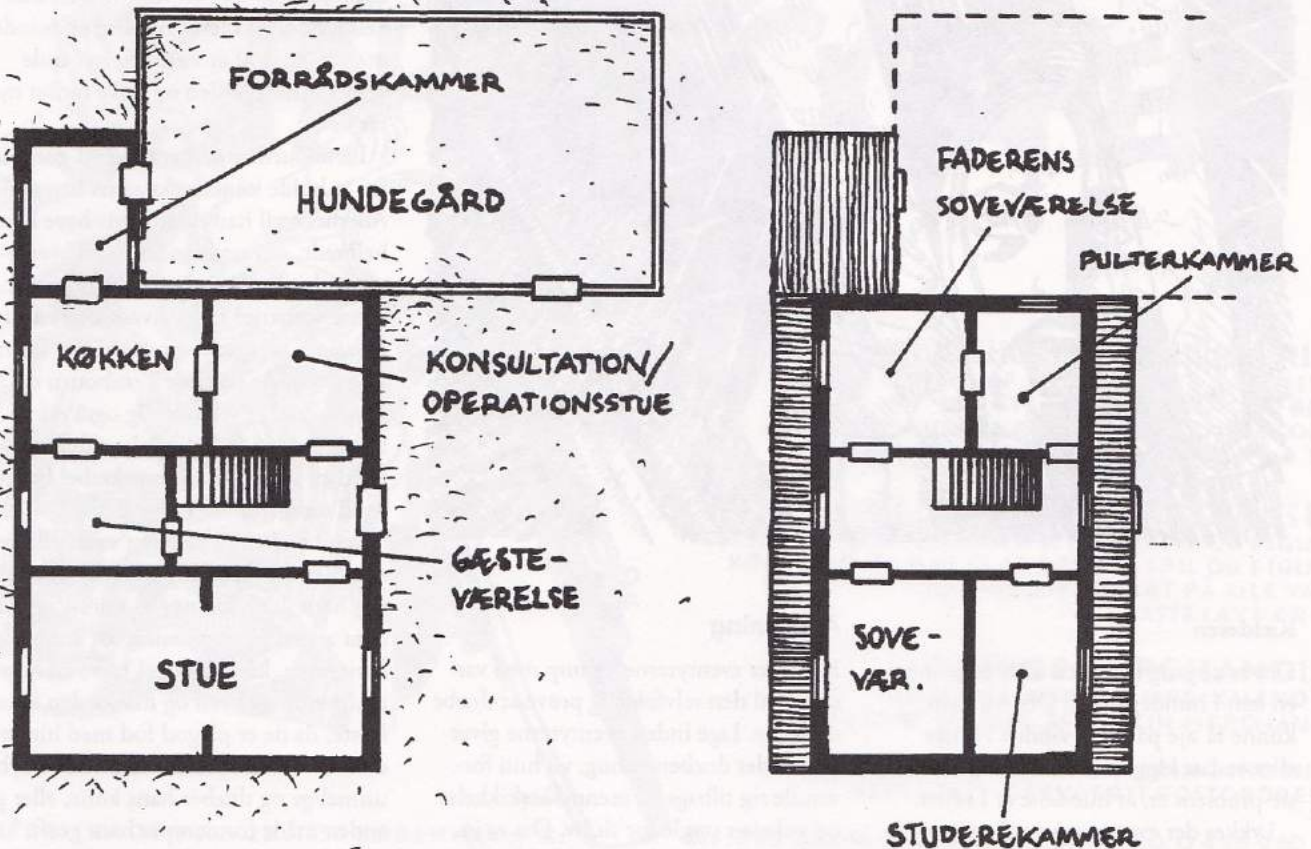 FORRÅDSKAMMER
HUNDEGÅRD
KØKKEN
KONSULTATION/
OPERATIONSSTUE
GÆSTE-
VÆRELSE
STUE
FADERENS
SOVEVÆRELSE
PULTERKAMMER
SOVE-
VÆR.
STUDEREKAMMER